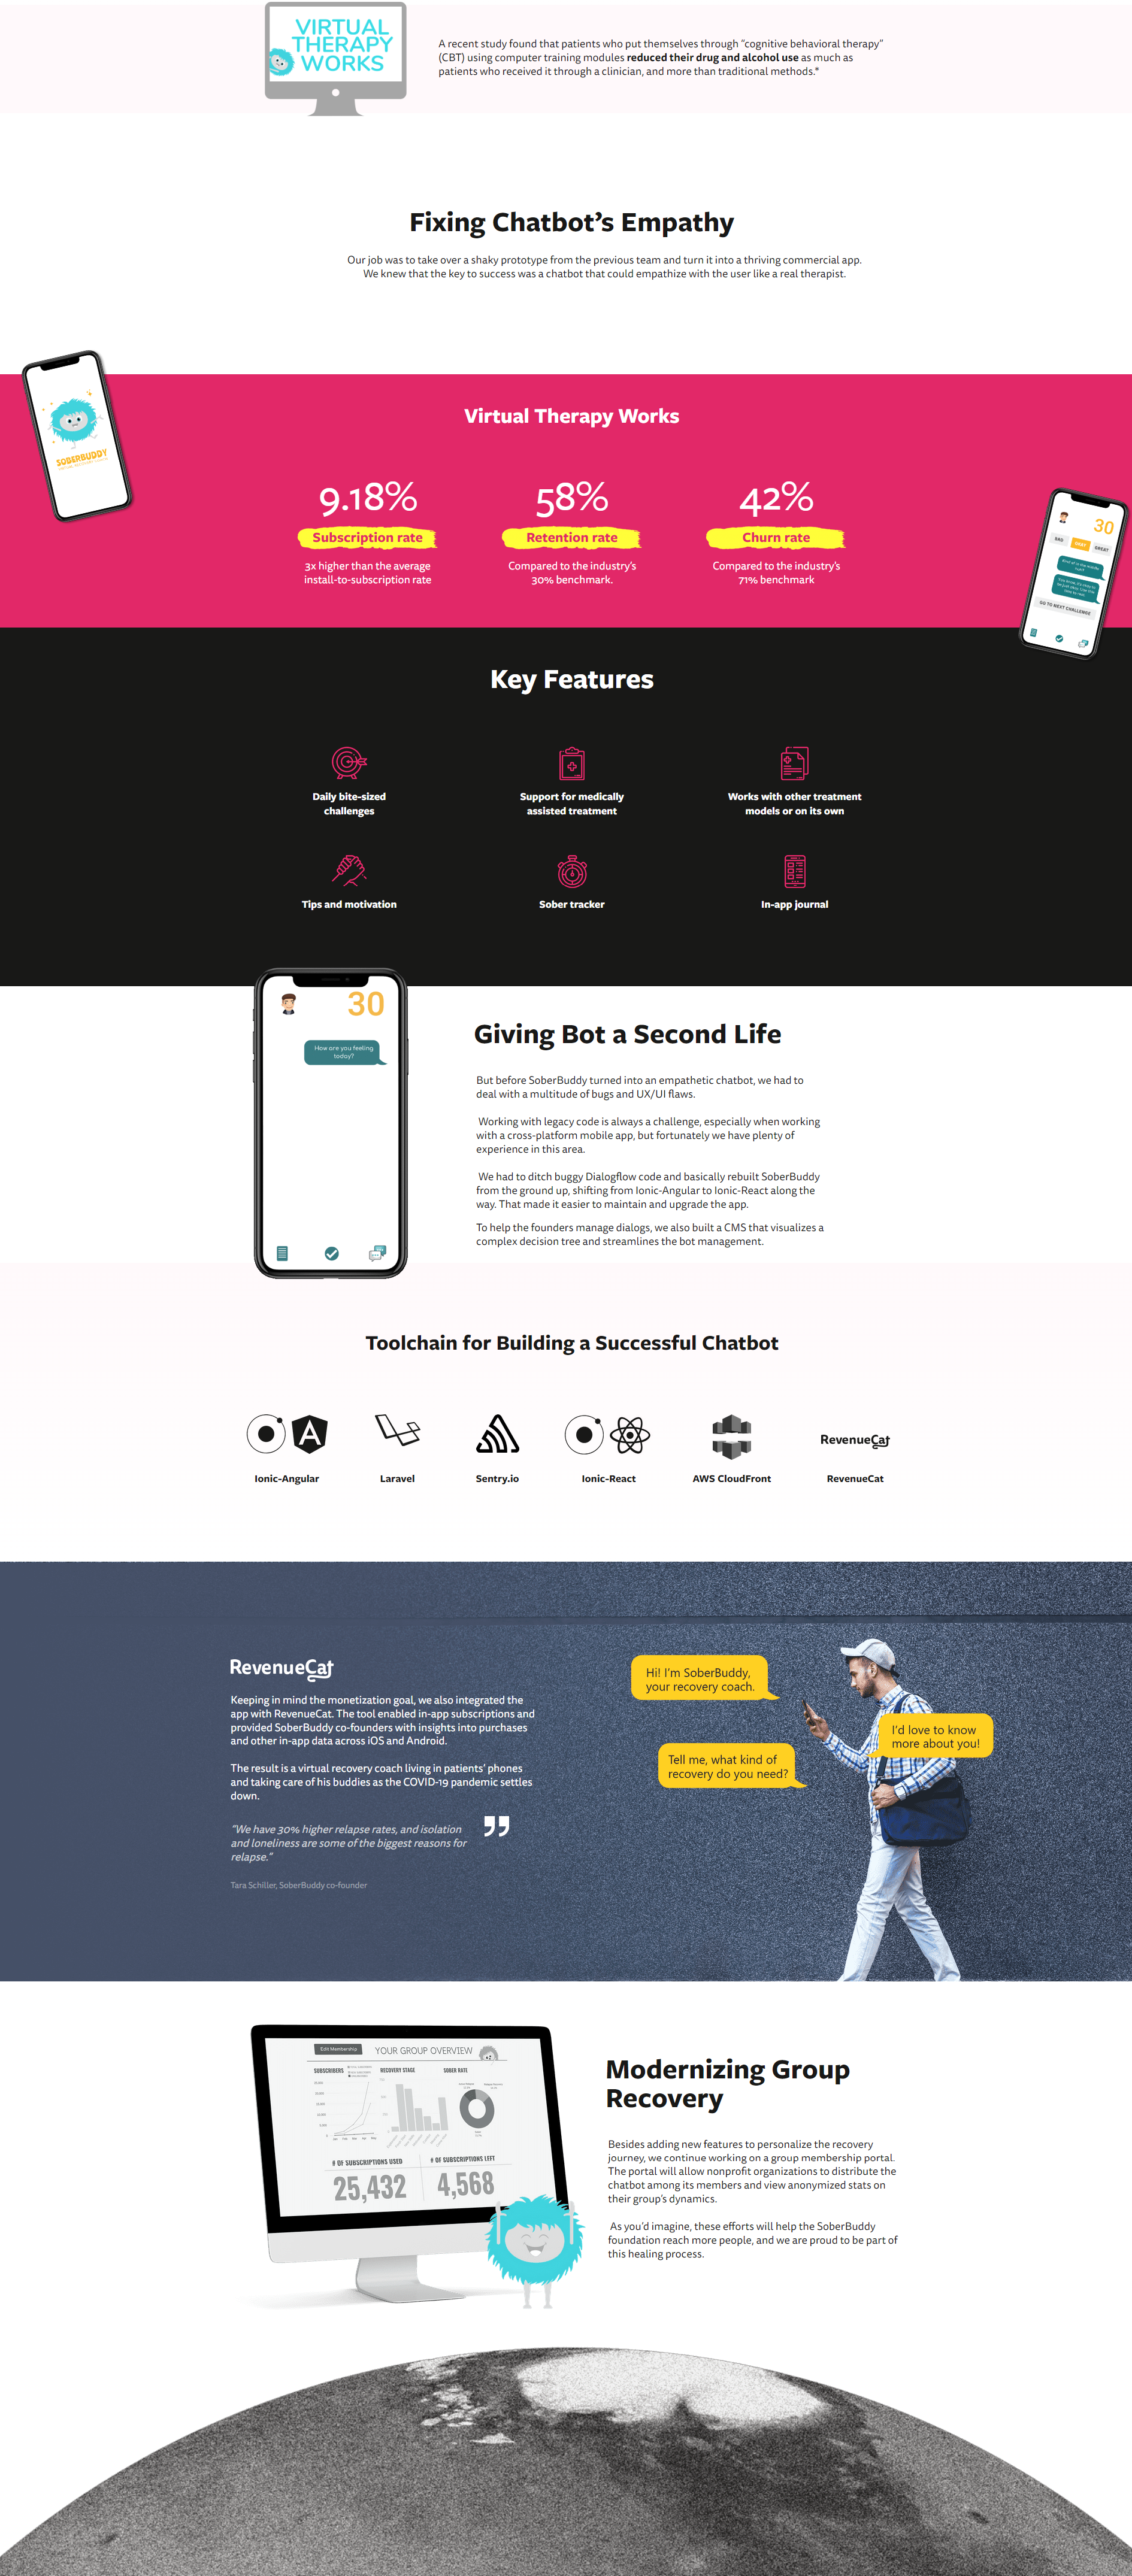 VIRTUAL
THERAPY
WORKS
A recent study found that patients who put themselves through “cognitive behavioral therapy”
(CBT) using computer training modules reduced their drug and alcohol use as much as
patients who received it through a clinician, and more than traditional methods.*
Fixing Chatbot’s Empathy
Our job was to take over a shaky prototype from the previous team and turn it into a thriving commercial app.
We knew that the key to success was a chatbot that could empathize with the user like a real therapist.
SOBERBUDDY
Virtual Therapy Works
9.18%
58%
42%
Subscription rate
Retention rate
Churn rate
3x higher than the average
install-to-subscription rate
Compared to the industry’s
30% benchmark.
Compared to the industry’s
71% benchmark
30
SAD
OKAY
GREAT
GO TO NEXT CHALLENGE
Key Features
Daily bite-sized
challenges
Support for medically
assisted treatment
Works with other treatment
models or on its own
Tips and motivation
Sober tracker
In-app journal
30
How are you feeling
today?
Giving Bot a Second Life
But before SoberBuddy turned into an empathetic chatbot, we had to
deal with a multitude of bugs and UX/UI flaws.
Working with legacy code is always a challenge, especially when working
with a cross-platform mobile app, but fortunately we have plenty of
experience in this area.
We had to ditch buggy Dialogflow code and basically rebuilt SoberBuddy
from the ground up, shifting from Ionic-Angular to Ionic-React along the
way. That made it easier to maintain and upgrade the app.
To help the founders manage dialogs, we also built a CMS that visualizes a
complex decision tree and streamlines the bot management.
Toolchain for Building a Successful Chatbot
A
RevenueCat
Ionic-Angular
Laravel
Sentry.io
Ionic-React
AWS CloudFront
RevenueCat
RevenueCat
Keeping in mind the monetization goal, we also integrated the
app with RevenueCat. The tool enabled in-app subscriptions and
provided SoberBuddy co-founders with insights into purchases
and other in-app data across iOS and Android.
The result is a virtual recovery coach living in patients’ phones
and taking care of his buddies as the COVID-19 pandemic settles
down.
“We have 30% higher relapse rates, and isolation
and loneliness are some of the biggest reasons for
relapse.”
Tara Schiller, SoberBuddy co-founder
Hi! I’m SoberBuddy,
your recovery coach.
I’d love to know
more about you!
Tell me, what kind of
recovery do you need?
Edit Membership
YOUR GROUP OVERVIEW
SUBSCRIBERS
RECOVERY STAGE
SOBER RATE
# OF SUBSCRIPTIONS USED
# OF SUBSCRIPTIONS LEFT
25,432
4,568
Modernizing Group
Recovery
Besides adding new features to personalize the recovery
journey, we continue working on a group membership portal.
The portal will allow nonprofit organizations to distribute the
chatbot among its members and view anonymized stats on
their group’s dynamics.
As you’d imagine, these efforts will help the SoberBuddy
foundation reach more people, and we are proud to be part of
this healing process.